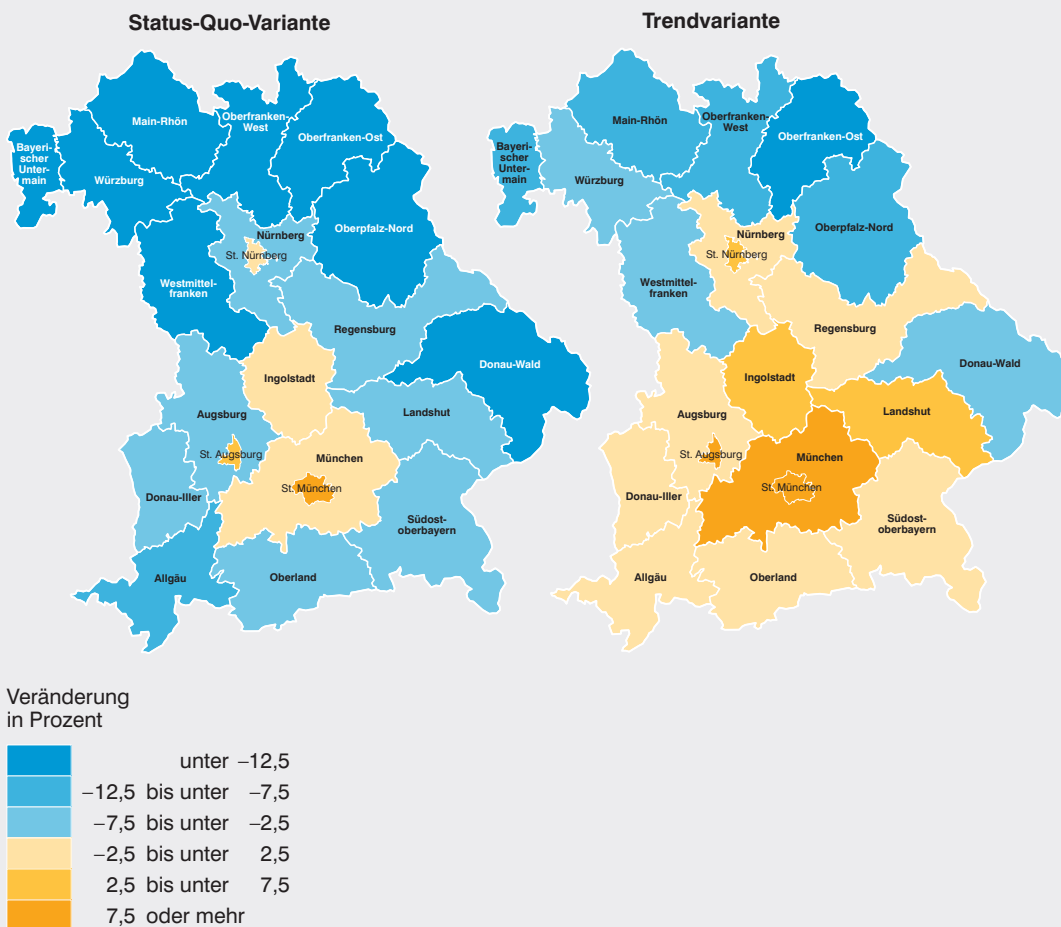 Status-Quo-Variante
Main-Rhön
Oberfranken-
West
Oberfranken-Ost
Bayeri-
scher
Unter-
main
Würzburg
Nürnberg
St. Nürnberg
Oberpfalz-Nord
Westmittel-
franken
Regensburg
Donau-Wald
Ingolstadt
Landshut
Augsburg
St. Augsburg
München
St. München
Donau-Iller
Südost-
oberbayern
Allgäu
Oberland
Trendvariante
Main-Rhön
Oberfranken-
West
Oberfranken-Ost
Bayeri-
scher
Unter-
main
Würzburg
Nürnberg
St. Nürnberg
Oberpfalz-Nord
Westmittel-
franken
Regensburg
Donau-Wald
Ingolstadt
Landshut
Augsburg
St. Augsburg
München
St. München
Donau-Iller
Südost-
oberbayern
Allgäu
Oberland
Veränderung
in Prozent
unter −12,5
−12,5 bis unter −7,5
−7,5 bis unter −2,5
−2,5 bis unter 2,5
2,5 bis unter 7,5
7,5 oder mehr